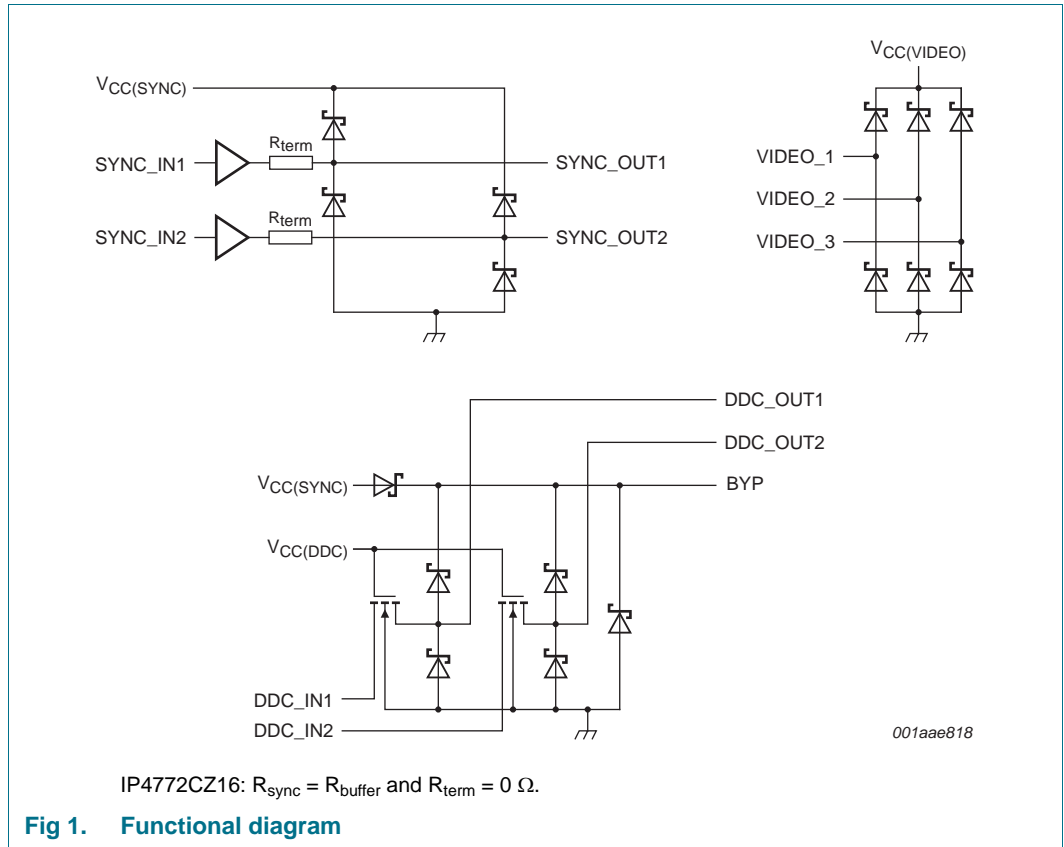 VCC(SYNC)
SYNC_IN1
Rterm
SYNC_OUT1
SYNC_IN2
Rterm
SYNC_OUT2
VCC(VIDEO)
VIDEO_1
VIDEO_2
VIDEO_3
DDC_OUT1
DDC_OUT2
VCC(SYNC)
BYP
VCC(DDC)
DDC_IN1
DDC_IN2
001aae818
IP4772CZ16: Rsync = Rbuffer and Rterm = 0 Ω.
Fig 1. Functional diagram